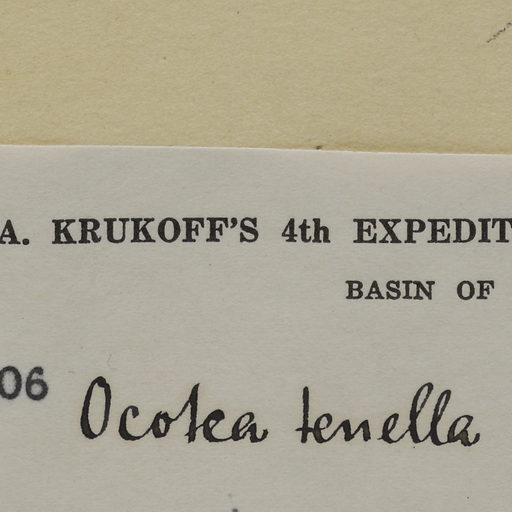 A. KRUKOFF'S 4th EXPEDIT
BASIN OF
06
Ocotea tenella